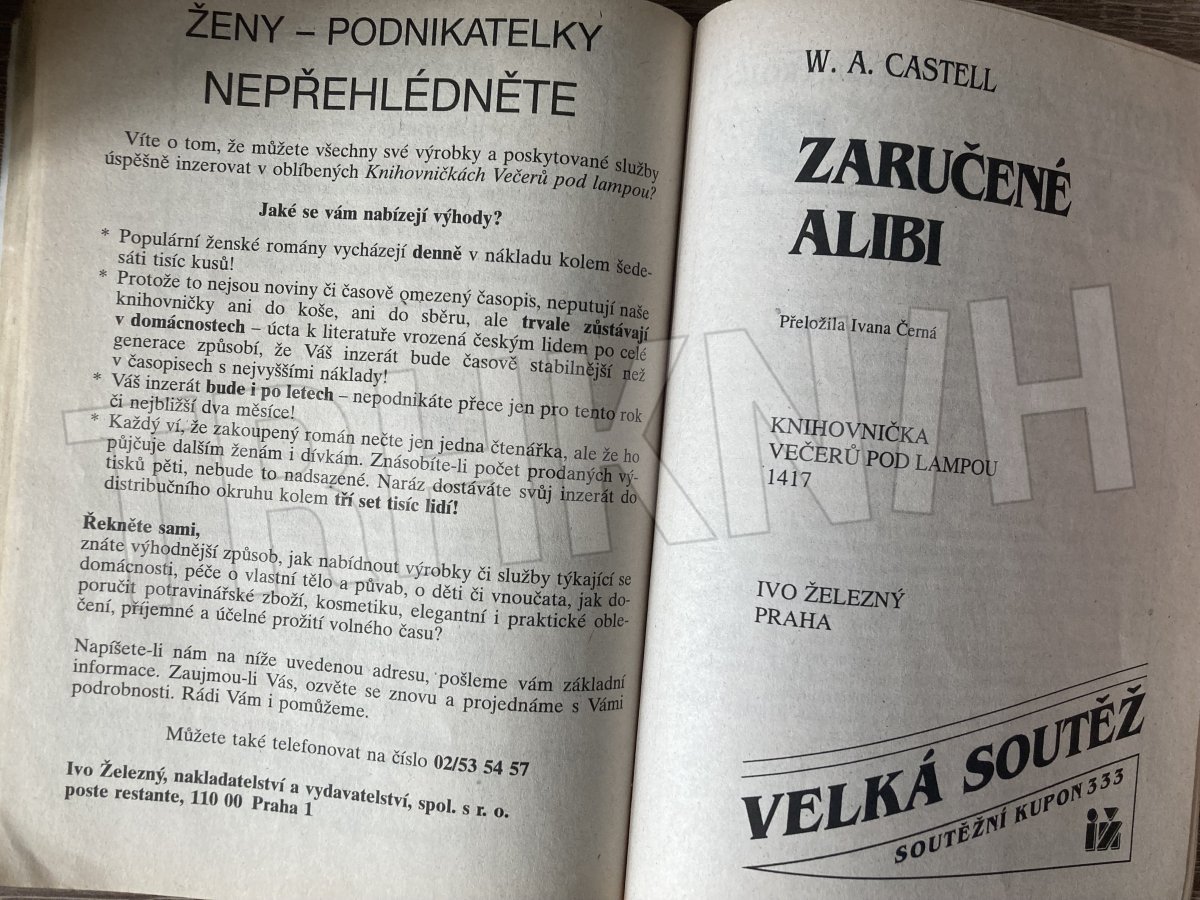 ŽENY – PODNIKATELKY
NEPŘEHLÉDNĚTE
Víte o tom, že můžete všechny své výrobky a poskytované služby
úspěšně inzerovat v oblíbených Knihovničkách Večerů pod lampou?
Jaké se vám nabízejí výhody?
* Populární ženské romány vycházejí denně v nákladu kolem šede-
sáti tisíc kusů!
* Protože to nejsou noviny či časově omezený časopis, neputují naše
knihovničky ani do koše, ani do sběru, ale trvale zůstávají
v domácnostech – úcta k literatuře vrozená českým lidem po celé
generace způsobí, že Váš inzerát bude časově stabilnější než
v časopisech s nejvyššími náklady!
* Váš inzerát bude i po letech – nepodnikáte přece jen pro tento rok
či nejbližší dva měsíce!
* Každý ví, že zakoupený román nečte jen jedna čtenářka, ale že ho
půjčuje dalším ženám i dívkám. Znásobíte-li počet prodaných vý-
tisků pěti, nebude to nadsazené. Naráz dostáváte svůj inzerát do
distribučního okruhu kolem tří set tisíc lidí!
Řekněte sami,
znáte výhodnější způsob, jak nabídnout výrobky či služby týkající se
domácnosti, péče o vlastní tělo a půvab, o děti či vnoučata, jak do-
poručit potravinářské zboží, kosmetiku, elegantní i praktické oble-
čení, příjemné a účelné prožití volného času?
Napíšete-li nám na níže uvedenou adresu, pošleme vám základní
informace. Zaujmou-li Vás, ozvěte se znovu a projednáme s Vámi
podrobnosti. Rádi Vám i pomůžeme.
Můžete také telefonovat na číslo 02/53 54 57
Ivo Železný, nakladatelství a vydavatelství, spol. s r. o.
poste restante, 110 00 Praha 1
W. A. CASTELL
ZARUČENÉ
ALIBI
Přeložila Ivana Černá
KNIHOVNIČKA
VEČERŮ POD LAMPOU
1417
IVO ŽELEZNÝ
PRAHA
VELKÁ SOUTĚŽ
SOUTĚŽNÍ KUPON 333
iž
TRHKNIH